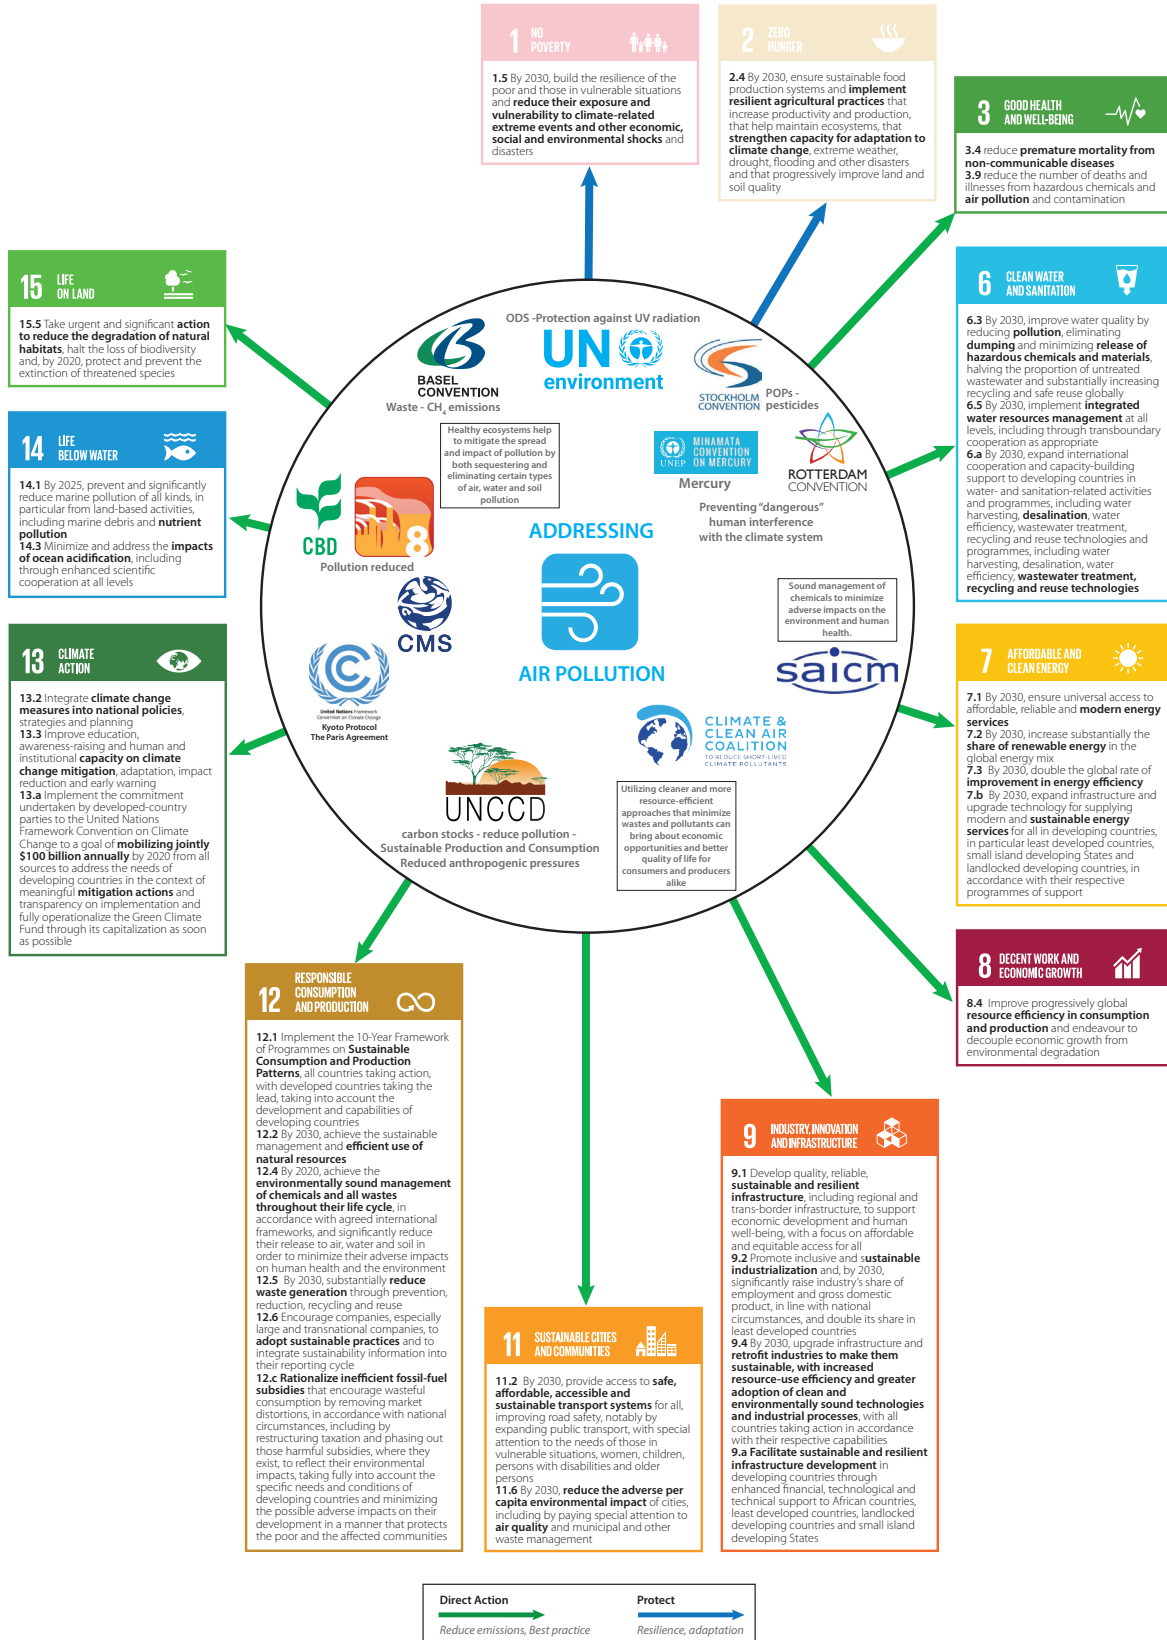 1 NO
POVERTY
1.5 By 2030, build the resilience of the
poor and those in vulnerable situations
and reduce their exposure and
vulnerability to climate-related
extreme events and other economic,
social and environmental shocks and
disasters
2 ZERO
HUNGER
2.4 By 2030, ensure sustainable food
production systems and implement
resilient agricultural practices that
increase productivity and production,
that help maintain ecosystems, that
strengthen capacity for adaptation to
climate change, extreme weather,
drought, flooding and other disasters
and that progressively improve land and
soil quality
3 GOOD HEALTH
AND WELL-BEING
3.4 reduce premature mortality from
non-communicable diseases
3.9 reduce the number of deaths and
illnesses from hazardous chemicals and
air pollution and contamination
15 LIFE
ON LAND
15.5 Take urgent and significant action
to reduce the degradation of natural
habitats, halt the loss of biodiversity
and, by 2020, protect and prevent the
extinction of threatened species
6 CLEAN WATER
AND SANITATION
6.3 By 2030, improve water quality by
reducing pollution, eliminating
dumping and minimizing release of
hazardous chemicals and materials,
halving the proportion of untreated
wastewater and substantially increasing
recycling and safe reuse globally
6.5 By 2030, implement integrated
water resources management at all
levels, including through transboundary
cooperation as appropriate
6.a By 2030, expand international
cooperation and capacity-building
support to developing countries in
water- and sanitation-related activities
and programmes, including water
harvesting, desalination, water
efficiency, wastewater treatment,
recycling and reuse technologies and
programmes, including water
harvesting, desalination, water
efficiency, wastewater treatment,
recycling and reuse technologies
14 LIFE
BELOW WATER
14.1 By 2025, prevent and significantly
reduce marine pollution of all kinds, in
particular from land-based activities,
including marine debris and nutrient
pollution
14.3 Minimize and address the impacts
of ocean acidification, including
through enhanced scientific
cooperation at all levels
ODS -Protection against UV radiation
UN
environment
BASEL
CONVENTION
Waste - CH4 emissions
STOCKHOLM
CONVENTION
POPs -
pesticides
Healthy ecosystems help
to mitigate the spread
and impact of pollution by
both sequestering and
eliminating certain types
of air, water and soil
pollution
UNEP
MINAMATA
CONVENTION
ON MERCURY
Mercury
ROTTERDAM
CONVENTION
Preventing “dangerous”
human interference
with the climate system
CBD
8
Pollution reduced
ADDRESSING
AIR POLLUTION
CMS
Sound management of
chemicals to minimize
adverse impacts on the
environment and human
health.
saicm
United Nations Framework
Convention on Climate Change
Kyoto Protocol
The Paris Agreement
CLIMATE &
CLEAN AIR
COALITION
TO REDUCE SHORT-LIVED
CLIMATE POLLUTANTS
UNCCD
carbon stocks - reduce pollution -
Sustainable Production and Consumption
Reduced anthropogenic pressures
Utilizing cleaner and more
resource-efficient
approaches that minimize
wastes and pollutants can
bring about economic
opportunities and better
quality of life for
consumers and producers
alike
13 CLIMATE
ACTION
13.2 Integrate climate change
measures into national policies,
strategies and planning
13.3 Improve education,
awareness-raising and human and
institutional capacity on climate
change mitigation, adaptation, impact
reduction and early warning
13.a Implement the commitment
undertaken by developed-country
parties to the United Nations
Framework Convention on Climate
Change to a goal of mobilizing jointly
$100 billion annually by 2020 from all
sources to address the needs of
developing countries in the context of
meaningful mitigation actions and
transparency on implementation and
fully operationalize the Green Climate
Fund through its capitalization as soon
as possible
7 AFFORDABLE AND
CLEAN ENERGY
7.1 By 2030, ensure universal access to
affordable, reliable and modern energy
services
7.2 By 2030, increase substantially the
share of renewable energy in the
global energy mix
7.3 By 2030, double the global rate of
improvement in energy efficiency
7.b By 2030, expand infrastructure and
upgrade technology for supplying
modern and sustainable energy
services for all in developing countries,
in particular least developed countries,
small island developing States and
landlocked developing countries, in
accordance with their respective
programmes of support
8 DECENT WORK AND
ECONOMIC GROWTH
8.4 Improve progressively global
resource efficiency in consumption
and production and endeavour to
decouple economic growth from
environmental degradation
12 RESPONSIBLE
CONSUMPTION
AND PRODUCTION
12.1 Implement the 10-Year Framework
of Programmes on Sustainable
Consumption and Production
Patterns, all countries taking action,
with developed countries taking the
lead, taking into account the
development and capabilities of
developing countries
12.2 By 2030, achieve the sustainable
management and efficient use of
natural resources
12.4 By 2020, achieve the
environmentally sound management
of chemicals and all wastes
throughout their life cycle, in
accordance with agreed international
frameworks, and significantly reduce
their release to air, water and soil in
order to minimize their adverse impacts
on human health and the environment
12.5 By 2030, substantially reduce
waste generation through prevention,
reduction, recycling and reuse
12.6 Encourage companies, especially
large and transnational companies, to
adopt sustainable practices and to
integrate sustainability information into
their reporting cycle
12.c Rationalize inefficient fossil-fuel
subsidies that encourage wasteful
consumption by removing market
distortions, in accordance with national
circumstances, including by
restructuring taxation and phasing out
those harmful subsidies, where they
exist, to reflect their environmental
impacts, taking fully into account the
specific needs and conditions of
developing countries and minimizing
the possible adverse impacts on their
development in a manner that protects
the poor and the affected communities
11 SUSTAINABLE CITIES
AND COMMUNITIES
11.2 By 2030, provide access to safe,
affordable, accessible and
sustainable transport systems for all,
improving road safety, notably by
expanding public transport, with special
attention to the needs of those in
vulnerable situations, women, children,
persons with disabilities and older
persons
11.6 By 2030, reduce the adverse per
capita environmental impact of cities,
including by paying special attention to
air quality and municipal and other
waste management
9 INDUSTRY, INNOVATION
AND INFRASTRUCTURE
9.1 Develop quality, reliable,
sustainable and resilient
infrastructure, including regional and
trans-border infrastructure, to support
economic development and human
well-being, with a focus on affordable
and equitable access for all
9.2 Promote inclusive and sustainable
industrialization and, by 2030,
significantly raise industry’s share of
employment and gross domestic
product, in line with national
circumstances, and double its share in
least developed countries
9.4 By 2030, upgrade infrastructure and
retrofit industries to make them
sustainable, with increased
resource-use efficiency and greater
adoption of clean and
environmentally sound technologies
and industrial processes, with all
countries taking action in accordance
with their respective capabilities
9.a Facilitate sustainable and resilient
infrastructure development in
developing countries through
enhanced financial, technological and
technical support to African countries,
least developed countries, landlocked
developing countries and small island
developing States
Direct Action
Reduce emissions, Best practice
Protect
Resilience, adaptation